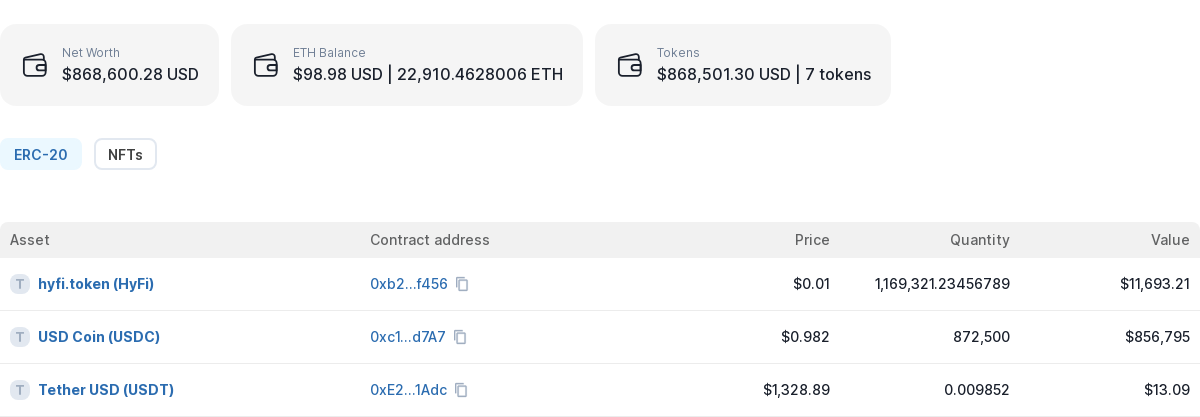 Net Worth
$868,600.28 USD
ETH Balance
$98.98 USD | 22,910.4628006 ETH
Tokens
$868,501.30 USD | 7 tokens
ERC-20 NFTs
Asset Contract address Price Quantity Value
T hyfi.token (HyFi) 0xb2...f456 $0.01 1,169,321.23456789 $11,693.21
T USD Coin (USDC) 0xc1...d7A7 $0.982 872,500 $856,795
T Tether USD (USDT) 0xE2...1Adc $1,328.89 0.009852 $13.09